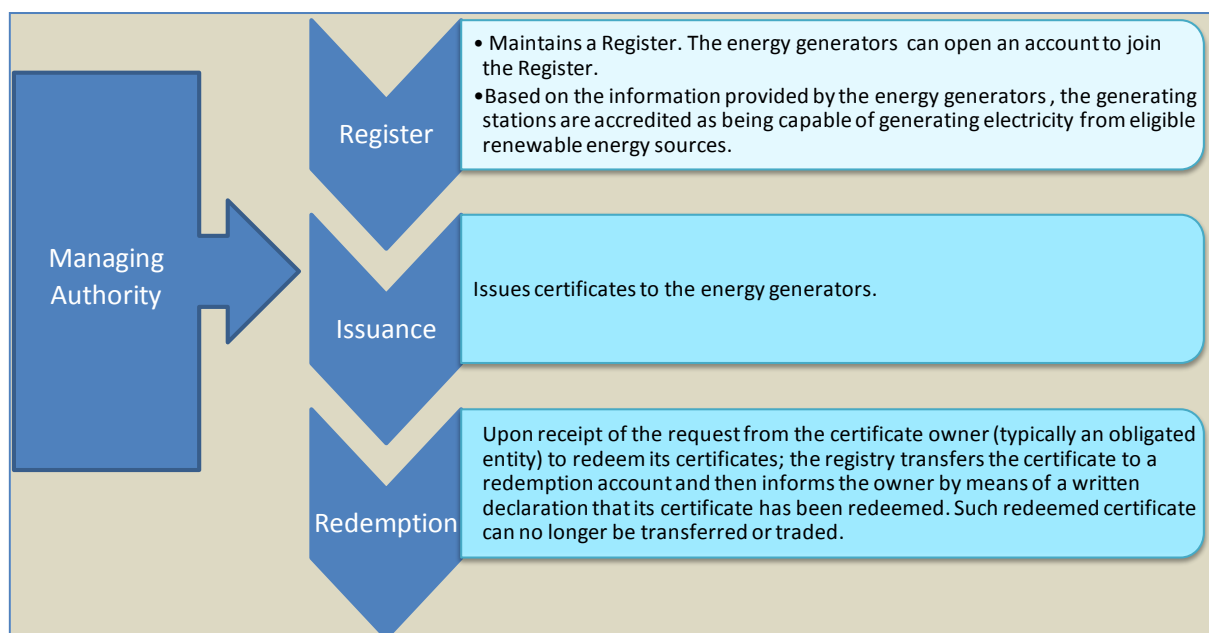 Managing
Authority
Register
• Maintains a Register. The energy generators can open an account to join
the Register.
•Based on the information provided by the energy generators , the generating
stations are accredited as being capable of generating electricity from eligible
renewable energy sources.
Issuance
Issues certificates to the energy generators.
Redemption
Upon receipt of the request from the certificate owner (typically an obligated
entity) to redeem its certificates; the registry transfers the certificate to a
redemption account and then informs the owner by means of a written
declaration that its certificate has been redeemed. Such redeemed certificate
can no longer be transferred or traded.